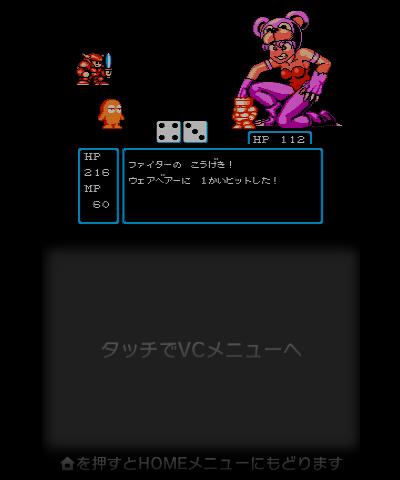 HP 112
HP
216
MP
60
ファイターの こうげき!
ウェアベアーに 1かいヒットした!
タッチでVCメニューへ
を押すとHOMEメニューにもどります